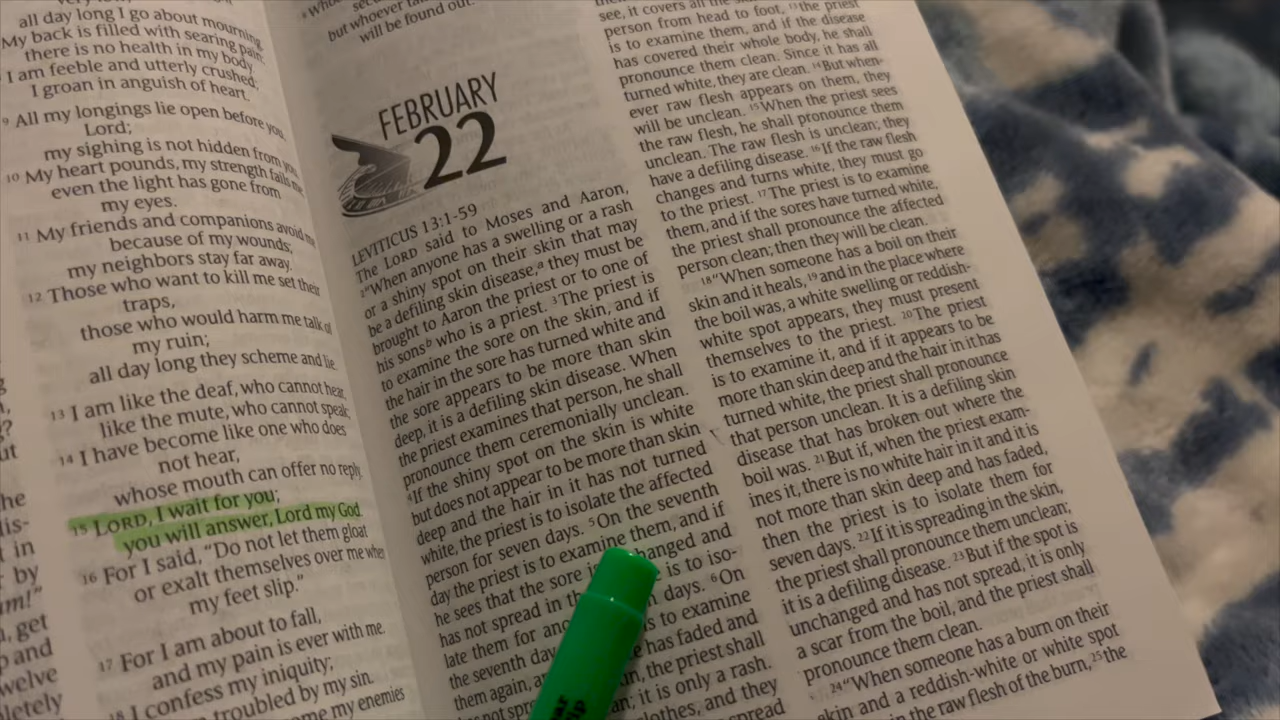 all day long I go about mourning.
My back is filled with searing pain;
there is no health in my body
I am feeble and utterly crushed;
I groan in anguish of heart.
9 All my longings lie open before you,
Lord;
my sighing is not hidden from you.
10 My heart pounds, my strength fails me
even the light has gone from
my eyes.
11 My friends and companions avoid me
because of my wounds;
my neighbors stay far away.
12 Those who want to kill me set their
traps,
those who would harm me talk of
my ruin;
all day long they scheme and lie.
13 I am like the deaf, who cannot hear,
like the mute, who cannot speak;
14 I have become like one who does
not hear,
whose mouth can offer no reply.
15 LORD, I wait for you;
you will answer, Lord my God.
16 For I said, "Do not let them gloat
or exalt themselves over me when
my feet slip."
17 For I am about to fall,
and my pain is ever with me.
18 I confess my iniquity;
troubled by my sin.
my enemies
but whoever
will be found out.
FEBRUARY
22
LEVITICUS 13:1-59
The LORD said to Moses and Aaron,
2"When anyone has a swelling or a rash
or a shiny spot on their skin that may
be a defiling skin disease,a they must be
brought to Aaron the priest or to one of
his sonsb who is a priest. 3The priest is
to examine the sore on the skin, and if
the hair in the sore has turned white and
the sore appears to be more than skin
deep, it is a defiling skin disease. When
the priest examines that person, he shall
pronounce them ceremonially unclean.
4If the shiny spot on the skin is white
but does not appear to be more than skin
deep and the hair in it has not turned
white, the priest is to isolate the affected
person for seven days. 5On the seventh
day the priest is to examine them, and if
he sees that the sore is unchanged and
has not spread in the is to iso-
late them for days. 6On
the seventh day to examine
them again, and has faded and
has not spread the priest shall
it is only a rash.
clothes, and they
spread
see, it covers all the
person from head to foot, 13the priest
is to examine them, and if the disease
has covered their whole body, he shall
pronounce them clean. Since it has all
turned white, they are clean. 14But when-
ever raw flesh appears on them, they
will be unclean. 15When the priest sees
the raw flesh, he shall pronounce them
unclean. The raw flesh is unclean; they
have a defiling disease. 16If the raw flesh
changes and turns white, they must go
to the priest. 17The priest is to examine
them, and if the sores have turned white,
the priest shall pronounce the affected
person clean; then they will be clean.
18"When someone has a boil on their
skin and it heals, 19and in the place where
the boil was, a white swelling or reddish-
white spot appears, they must present
themselves to the priest. 20The priest
is to examine it, and if it appears to be
more than skin deep and the hair in it has
turned white, the priest shall pronounce
that person unclean. It is a defiling skin
disease that has broken out where the
boil was. 21But if, when the priest exam-
ines it, there is no white hair in it and it is
not more than skin deep and has faded,
then the priest is to isolate them for
seven days. 22If it is spreading in the skin,
the priest shall pronounce them unclean;
it is a defiling disease. 23But if the spot is
unchanged and has not spread, it is only
a scar from the boil, and the priest shall
pronounce them clean.
24"When someone has a burn on their
skin and a reddish-white or white spot
in the raw flesh of the burn, 25the